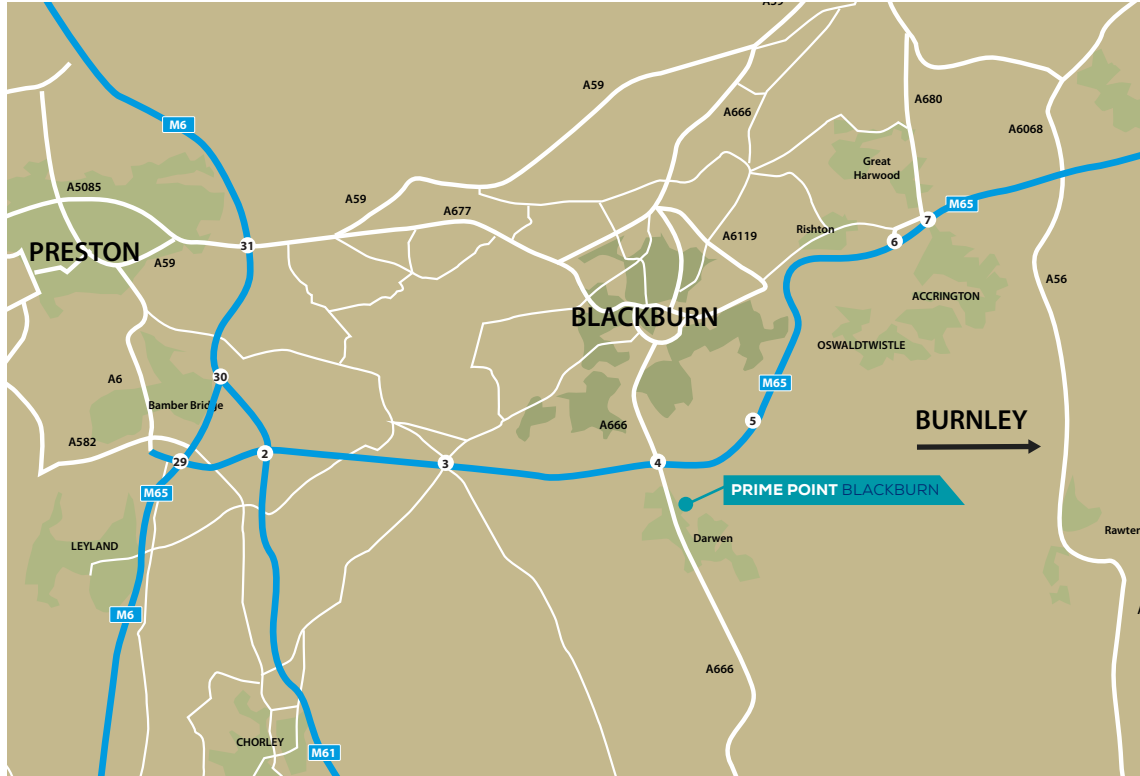 A59
A59
A680
A666
A6068
M6
Great
Harwood
A5085
A59
A677
M65
7
Rishton
6
A6119
31
PRESTON
A59
A56
ACCRINGTON
BLACKBURN
OSWALDTWISTLE
30
A6
M65
Bamber Bridge
5
BURNLEY
A666
A582
2
29
3
4
M65
PRIME POINT BLACKBURN
Rawten
LEYLAND
Darwen
M6
A666
CHORLEY
M61